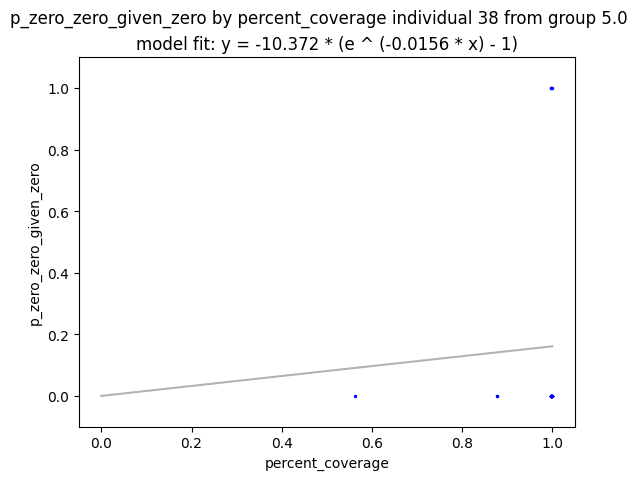 p_zero_zero_given_zero by percent_coverage individual 38 from group 5.0
model fit: y = -10.372 * (e ^ (-0.0156 * x) - 1)
1.0
0.8
0.6
0.4
0.2
0.0
p_zero_zero_given_zero
0.0 0.2 0.4 0.6 0.8 1.0
percent_coverage